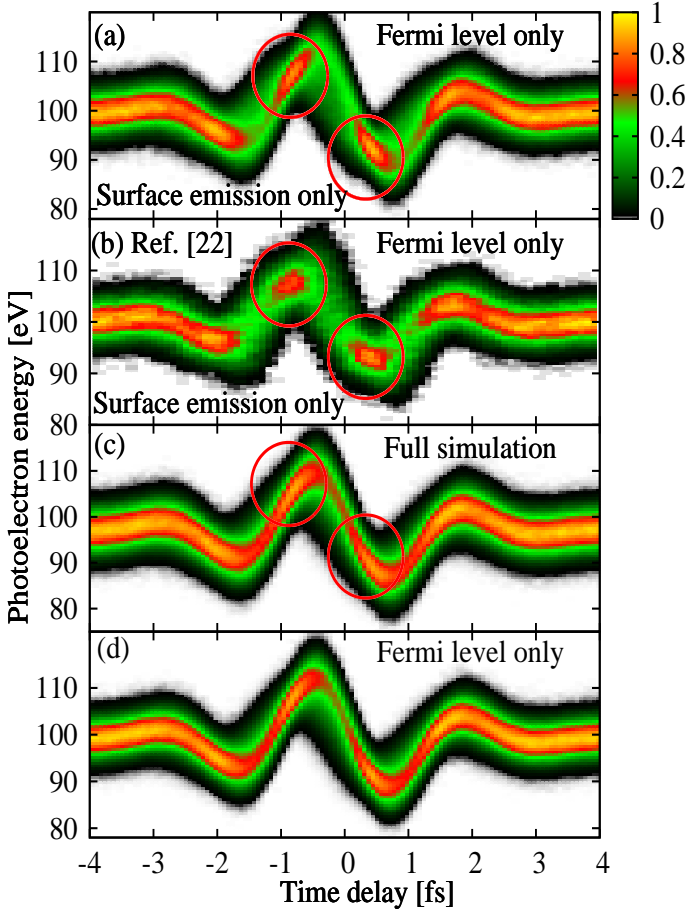 (a) Fermi level only
1
110
0.8
100
0.6
90
0.4
80
Surface emission only
0.2
0
(b) Ref. [22] Fermi level only
110
100
90
80
Surface emission only
(c) Full simulation
110
100
90
80
(d) Fermi level only
110
100
90
80
-4 -3 -2 -1 0 1 2 3 4
Time delay [fs]
Photoelectron energy [eV]